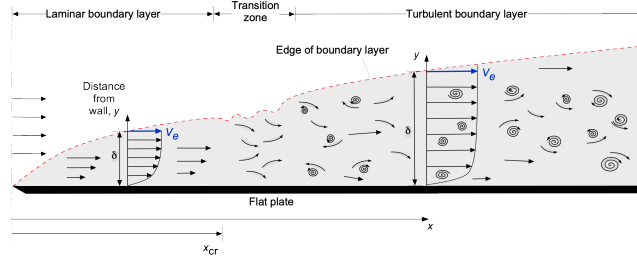 Laminar boundary layer
Transition
zone
Turbulent boundary layer
Edge of boundary layer
y
Distance
from
wall, y
Ve
Ve
δ
δ
Flat plate
x
xcr